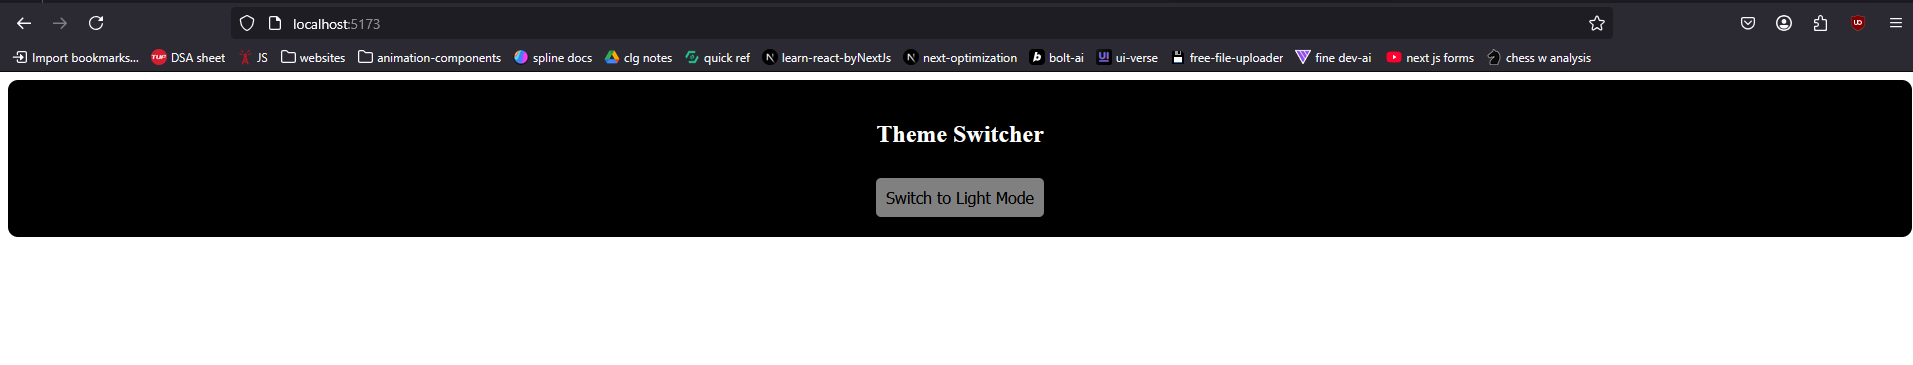 localhost:5173
Import bookmarks... TUF DSA sheet JS websites animation-components spline docs clg notes quick ref N learn-react-byNextJs N next-optimization b bolt-ai UI ui-verse free-file-uploader fine dev-ai next js forms chess w analysis
Theme Switcher
Switch to Light Mode